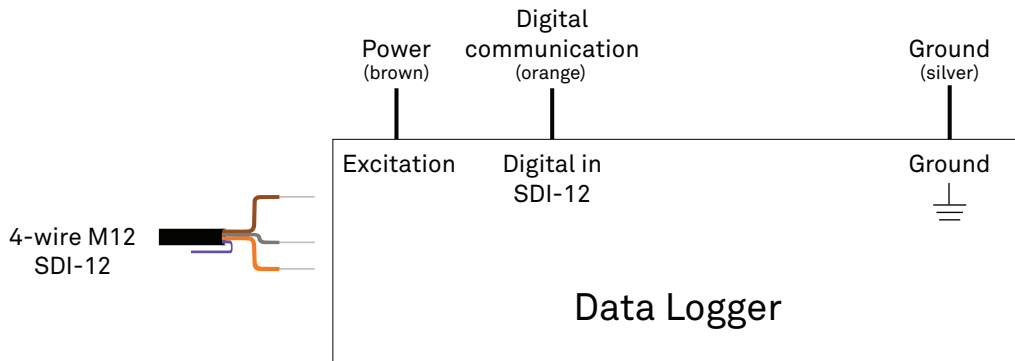 Power
(brown)
Digital
communication
(orange)
Ground
(silver)
Excitation
Digital in
SDI-12
Ground
4-wire M12
SDI-12
Data Logger